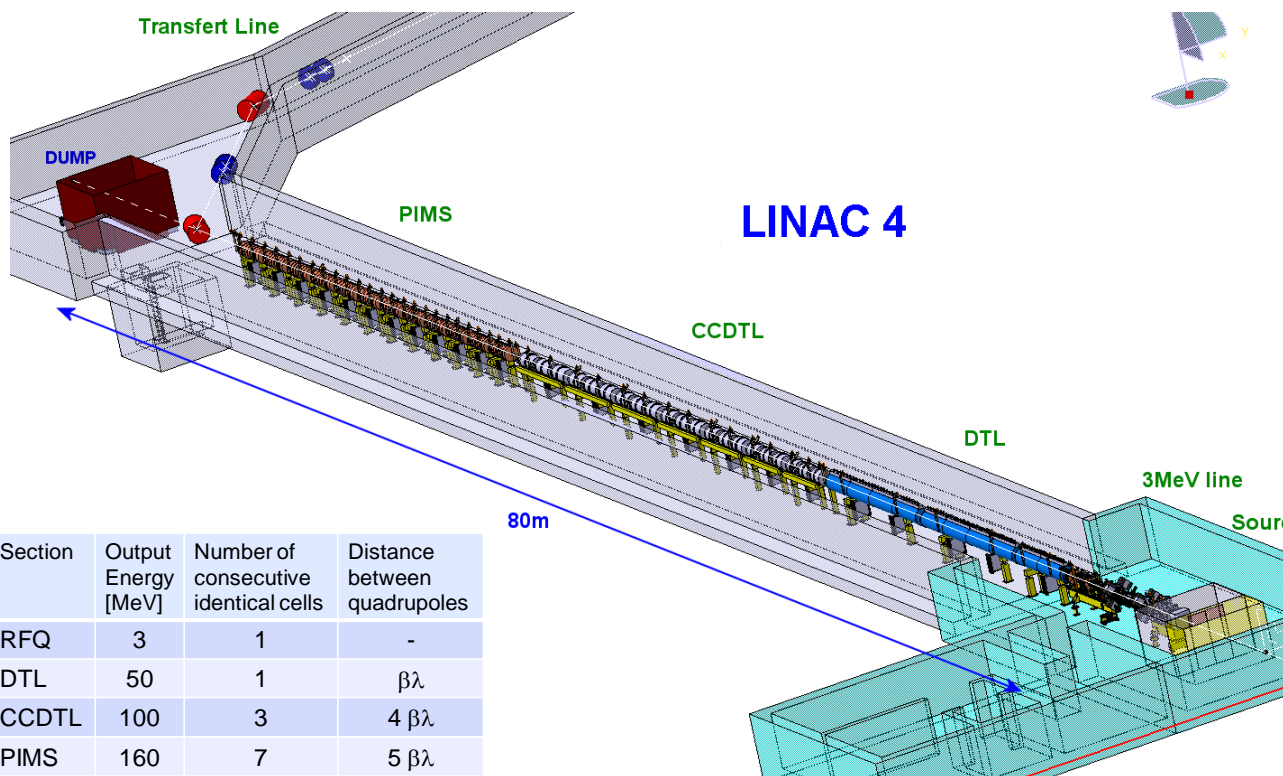 Transfert Line
y
x
DUMP
PIMS
LINAC 4
CCDTL
DTL
3MeV line
80m
Sour
Section Output Energy [MeV] Number of consecutive identical cells Distance between quadrupoles
RFQ 3 1 -
DTL 50 1 βλ
CCDTL 100 3 4 βλ
PIMS 160 7 5 βλ